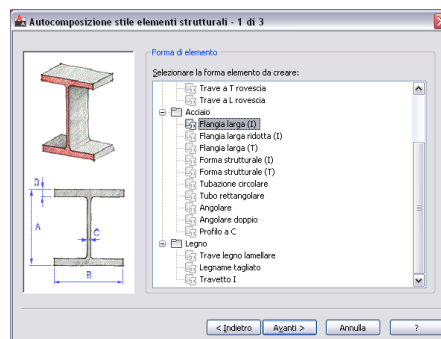 Autocomposizione stile elementi strutturali - 1 di 3
Forma di elemento
Selezionare la forma elemento da creare:
Trave a T rovescia
Trave a L rovescia
Acciaio
Flangia larga (I)
Flangia larga ridotta (I)
Flangia larga (T)
Forma strutturale (I)
Forma strutturale (T)
Tubazione circolare
Tubo rettangolare
Angolare
Angolare doppio
Profilo a C
Legno
Trave legno lamellare
Legname tagliato
Travetto I
D
A
C
B
< Indietro
Avanti >
Annulla
?